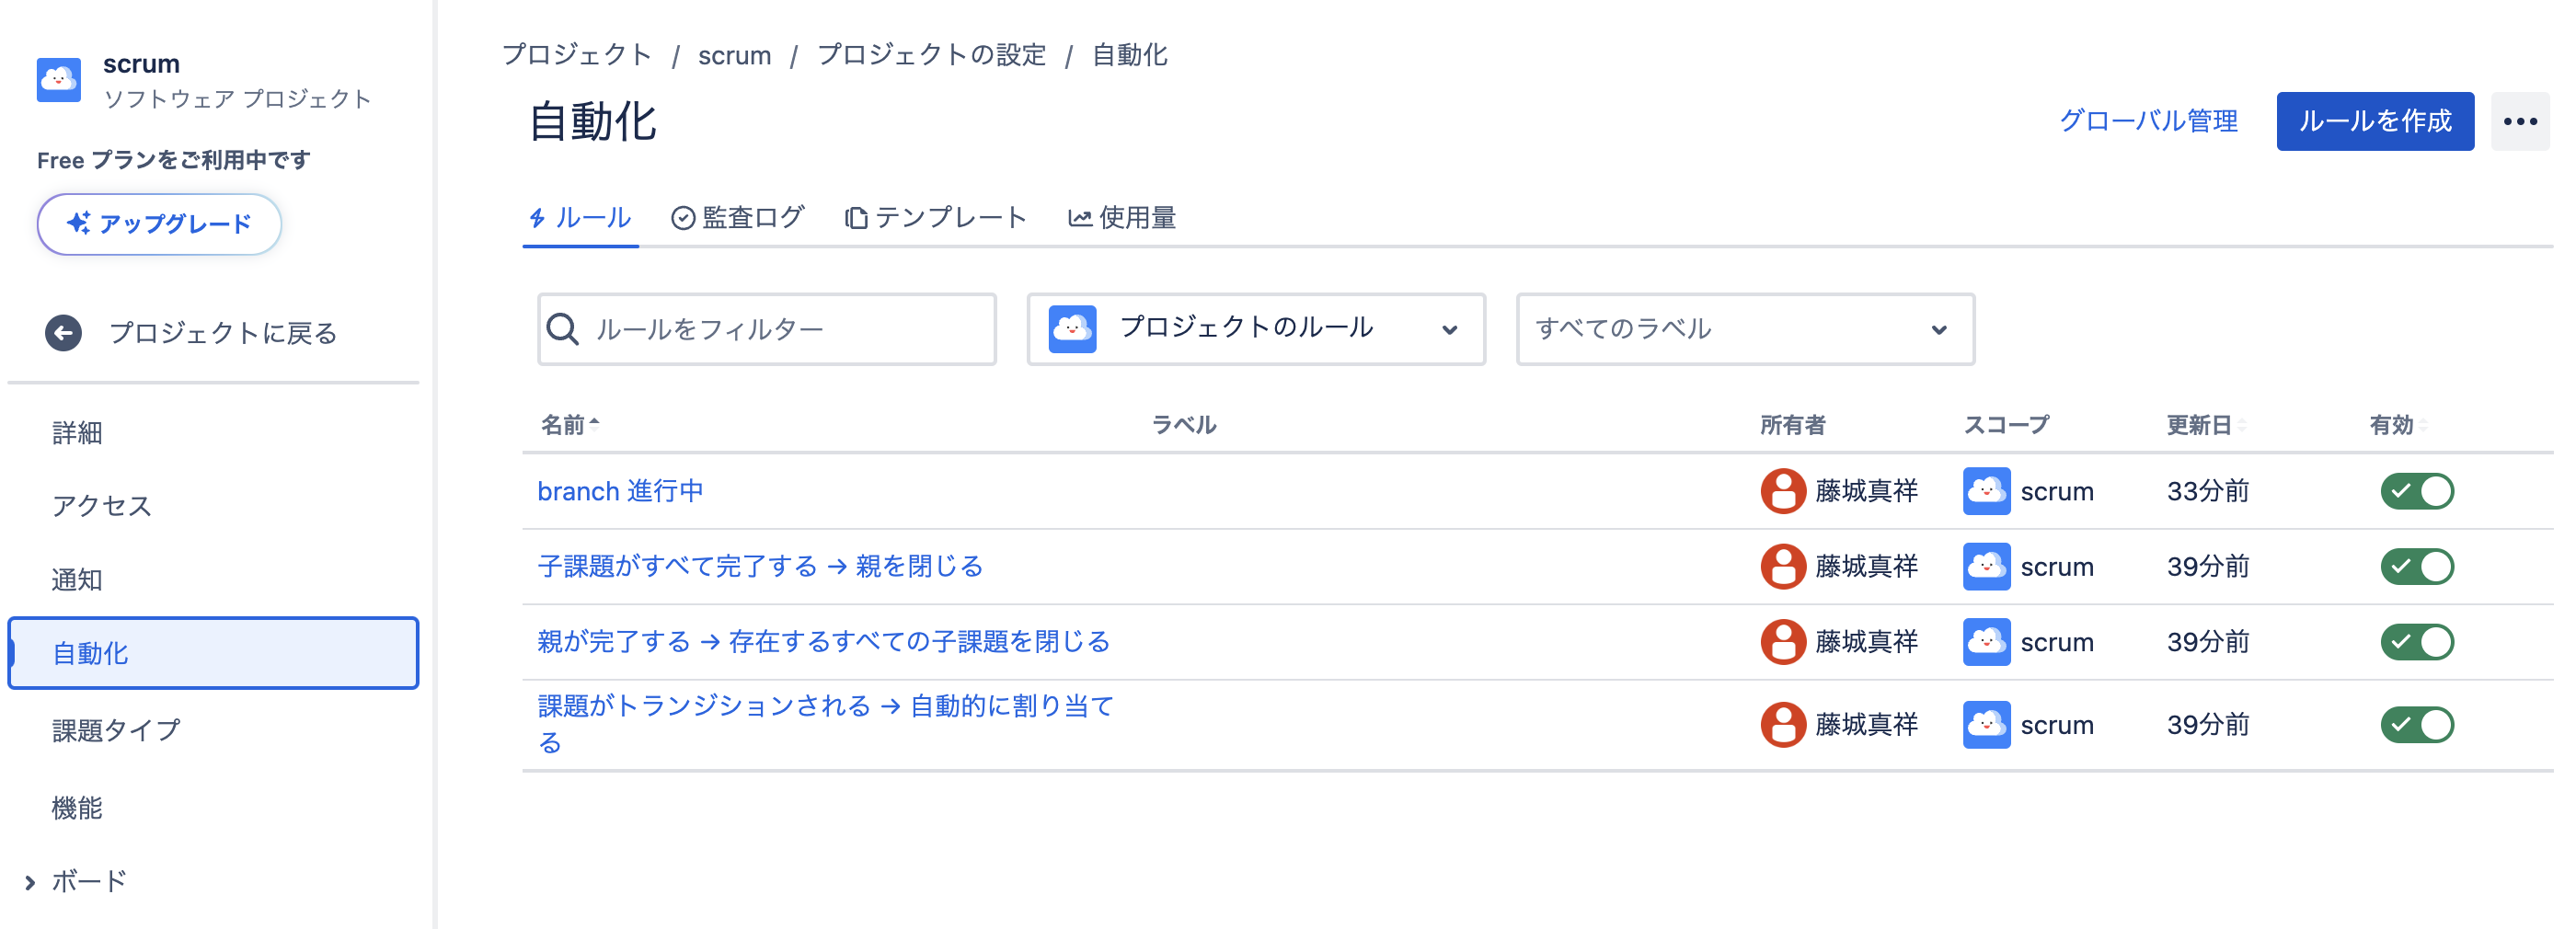 scrum
ソフトウェア プロジェクト
Free プランをご利用中です
アップグレード
プロジェクトに戻る
詳細
アクセス
通知
自動化
課題タイプ
機能
ボード
プロジェクト / scrum / プロジェクトの設定 / 自動化
自動化
グローバル管理
ルールを作成
ルール 監査ログ テンプレート 使用量
ルールをフィルター
プロジェクトのルール
すべてのラベル
名前 ラベル 所有者 スコープ 更新日 有効
branch 進行中 藤城真祥 scrum 33分前
子課題がすべて完了する → 親を閉じる 藤城真祥 scrum 39分前
親が完了する → 存在するすべての子課題を閉じる 藤城真祥 scrum 39分前
課題がトランジションされる → 自動的に割り当て
る
藤城真祥 scrum 39分前